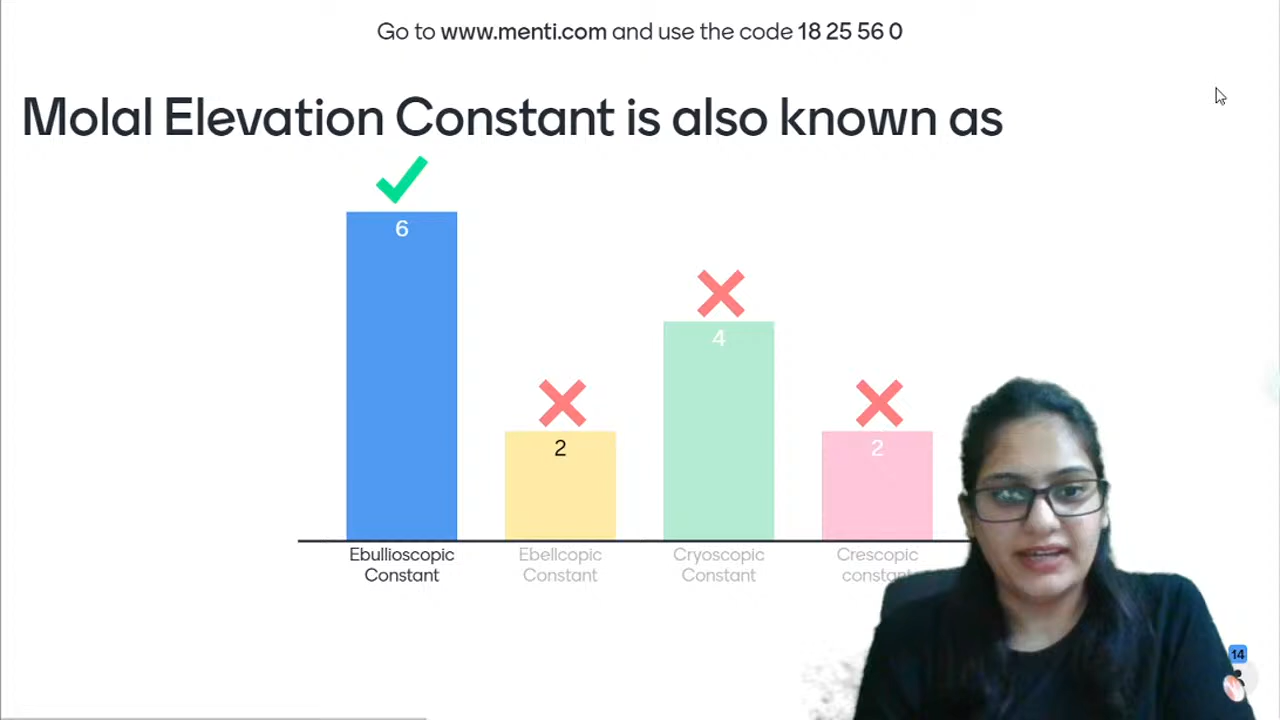 Go to www.menti.com and use the code 18 25 56 0
Molal Elevation Constant is also known as
6
2
4
2
Ebullioscopic
Constant
Ebellcopic
Constant
Cryoscopic
Constant
Crescopic
constant
14